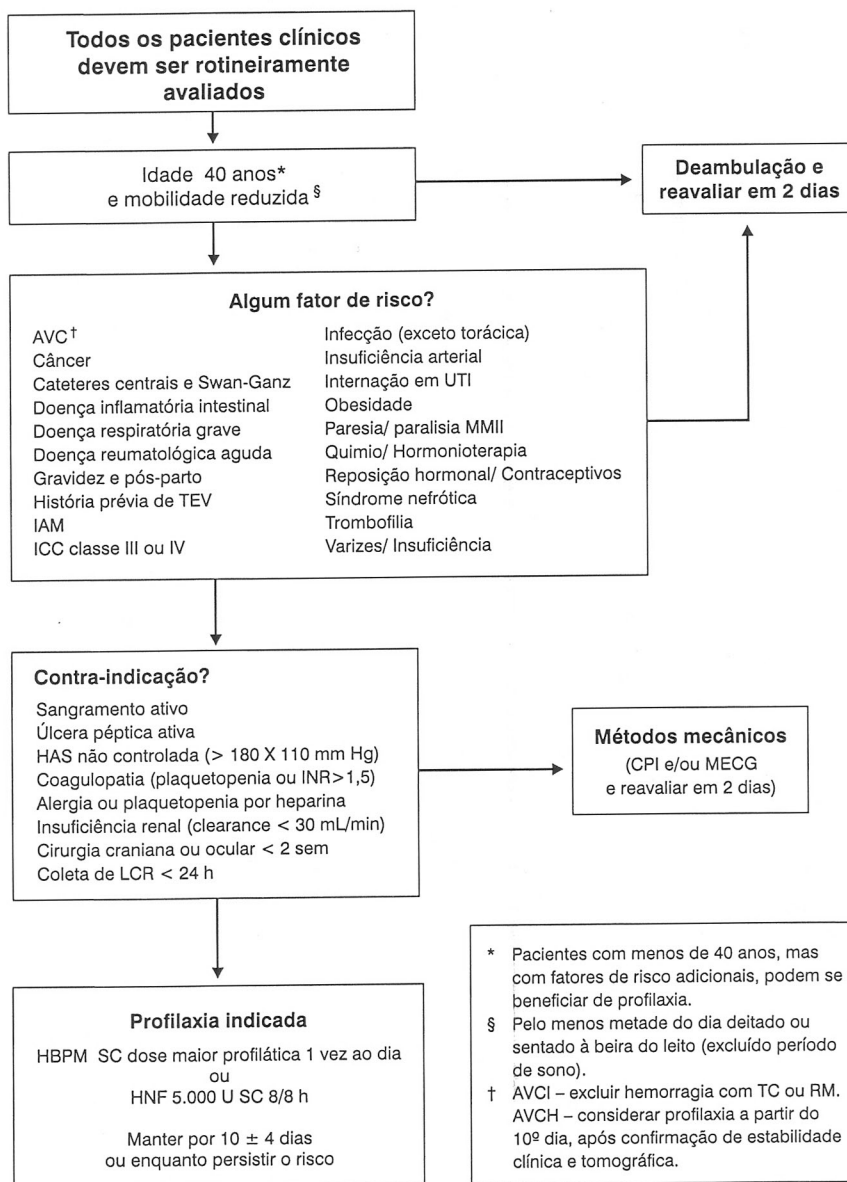 Todos os pacientes clínicos
devem ser rotineiramente
avaliados
Idade 40 anos*
e mobilidade reduzida §
Deambulação e
reavaliar em 2 dias
Algum fator de risco?
AVC†
Câncer
Cateteres centrais e Swan-Ganz
Doença inflamatória intestinal
Doença respiratória grave
Doença reumatológica aguda
Gravidez e pós-parto
História prévia de TEV
IAM
ICC classe III ou IV
Infecção (exceto torácica)
Insuficiência arterial
Internação em UTI
Obesidade
Paresia/ paralisia MMII
Quimio/ Hormonioterapia
Reposição hormonal/ Contraceptivos
Síndrome nefrótica
Trombofilia
Varizes/ Insuficiência
Contra-indicação?
Sangramento ativo
Úlcera péptica ativa
HAS não controlada (> 180 X 110 mm Hg)
Coagulopatia (plaquetopenia ou INR>1,5)
Alergia ou plaquetopenia por heparina
Insuficiência renal (clearance < 30 mL/min)
Cirurgia craniana ou ocular < 2 sem
Coleta de LCR < 24 h
Métodos mecânicos
(CPI e/ou MECG
e reavaliar em 2 dias)
Profilaxia indicada
HBPM SC dose maior profilática 1 vez ao dia
ou
HNF 5.000 U SC 8/8 h
Manter por 10 ± 4 dias
ou enquanto persistir o risco
* Pacientes com menos de 40 anos, mas
com fatores de risco adicionais, podem se
beneficiar de profilaxia.
§ Pelo menos metade do dia deitado ou
sentado à beira do leito (excluído período
de sono).
† AVCI – excluir hemorragia com TC ou RM.
AVCH – considerar profilaxia a partir do
10º dia, após confirmação de estabilidade
clínica e tomográfica.